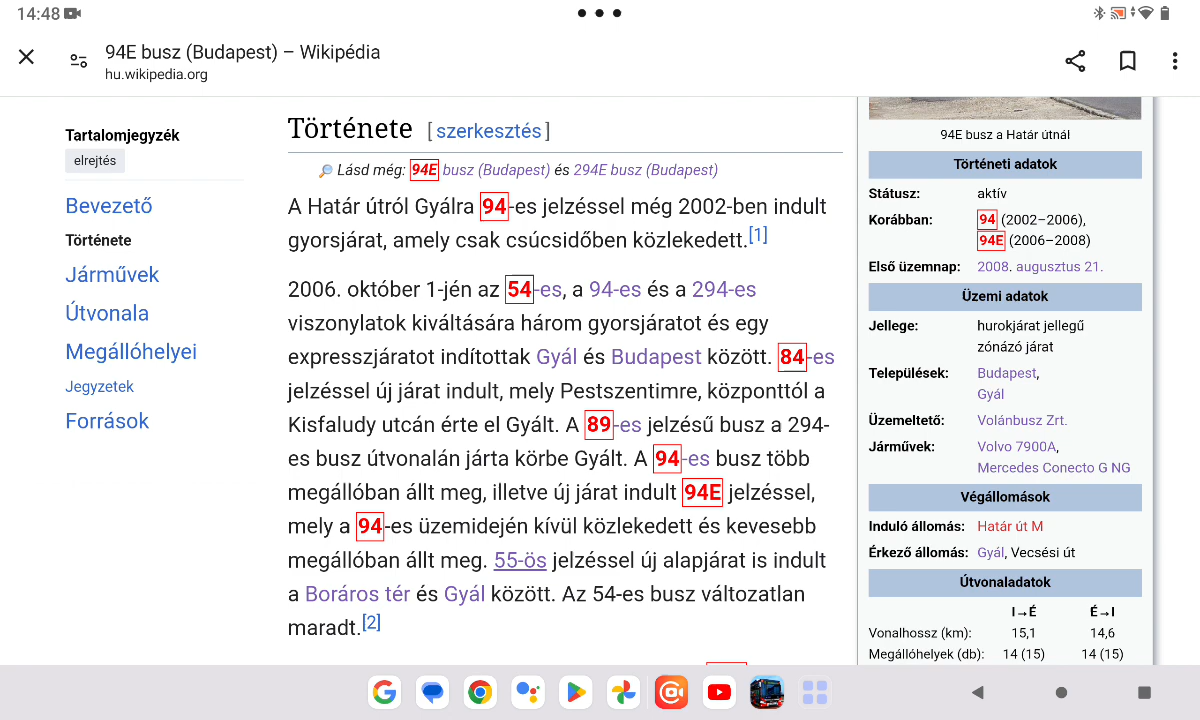 14:48
94E busz (Budapest) – Wikipédia
hu.wikipedia.org
Tartalomjegyzék
elrejtés
Bevezető
Története
Járművek
Útvonala
Megállóhelyei
Jegyzetek
Források
Története [szerkesztés]
Lásd még: 94E busz (Budapest) és 294E busz (Budapest)
A Határ útról Gyálra 94-es jelzéssel még 2002-ben indult
gyorsjárat, amely csak csúcsidőben közlekedett.[1]
2006. október 1-jén az 54-es, a 94-es és a 294-es
viszonylatok kiváltására három gyorsjáratot és egy
expresszjáratot indítottak Gyál és Budapest között. 84-es
jelzéssel új járat indult, mely Pestszentimre, központtól a
Kisfaludy utcán érte el Gyált. A 89-es jelzésű busz a 294-
es busz útvonalán járta körbe Gyált. A 94-es busz több
megállóban állt meg, illetve új járat indult 94E jelzéssel,
mely a 94-es üzemidején kívül közlekedett és kevesebb
megállóban állt meg. 55-ös jelzéssel új alapjárat is indult
a Boráros tér és Gyál között. Az 54-es busz változatlan
maradt.[2]
94E busz a Határ útnál
Történeti adatok
Státusz: aktív
Korábban: 94 (2002–2006),
94E (2006–2008)
Első üzemnap: 2008. augusztus 21.
Üzemi adatok
Jellege: hurokjárat jellegű
zónázó járat
Települések: Budapest,
Gyál
Üzemeltető: Volánbusz Zrt.
Járművek: Volvo 7900A,
Mercedes Conecto G NG
Végállomások
Induló állomás: Határ út M
Érkező állomás: Gyál, Vecsési út
Útvonaladatok
I→É É→I
Vonalhossz (km): 15,1 14,6
Megállóhelyek (db): 14 (15) 14 (15)